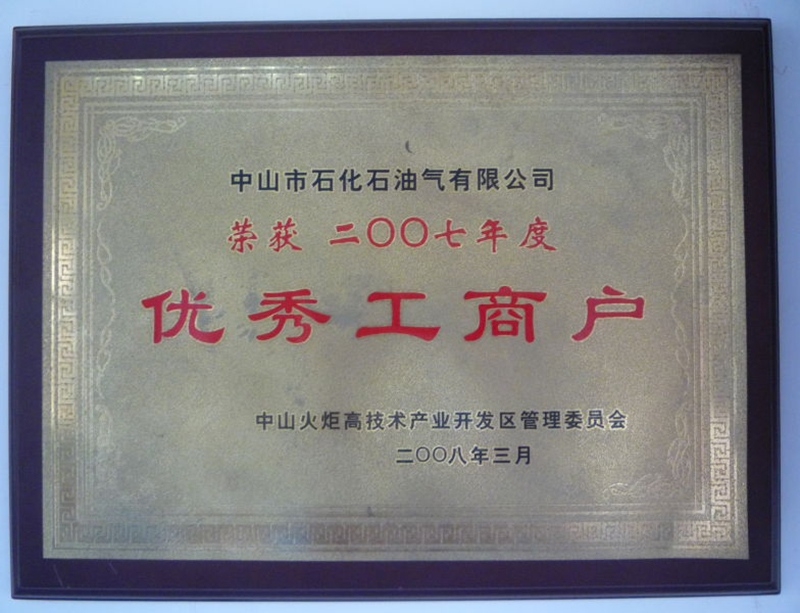 中山市石化石油气有限公司
荣获 二〇〇七年度
优秀工商户
中山火炬高技术产业开发区管理委员会
二〇〇八年三月